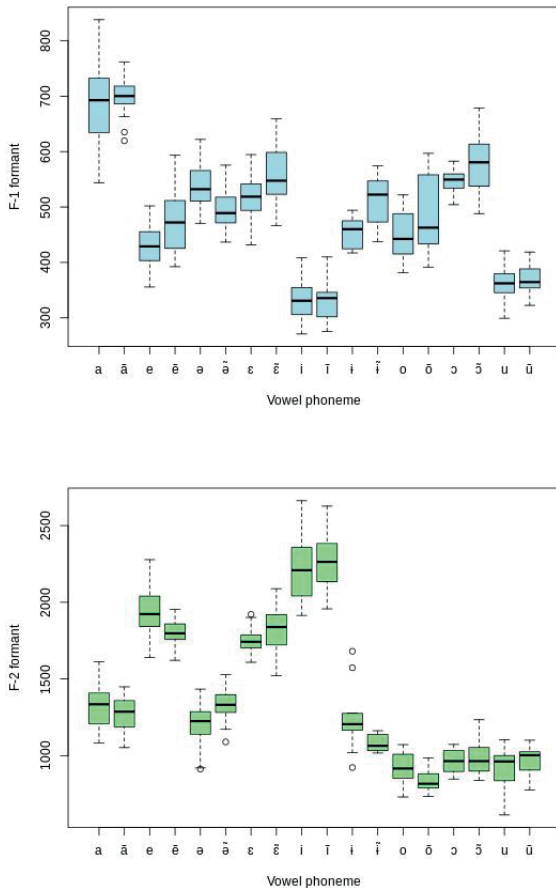 800
700
600
500
400
300
F-1 formant
a ã e ẽ ə ə̃ ɛ ɛ̃ i ĩ ɨ ɨ̃ o õ ɔ ɔ̃ u ũ
Vowel phoneme
2500
2000
1500
1000
F-2 formant
a ã e ẽ ə ə̃ ɛ ɛ̃ i ĩ ɨ ɨ̃ o õ ɔ ɔ̃ u ũ
Vowel phoneme